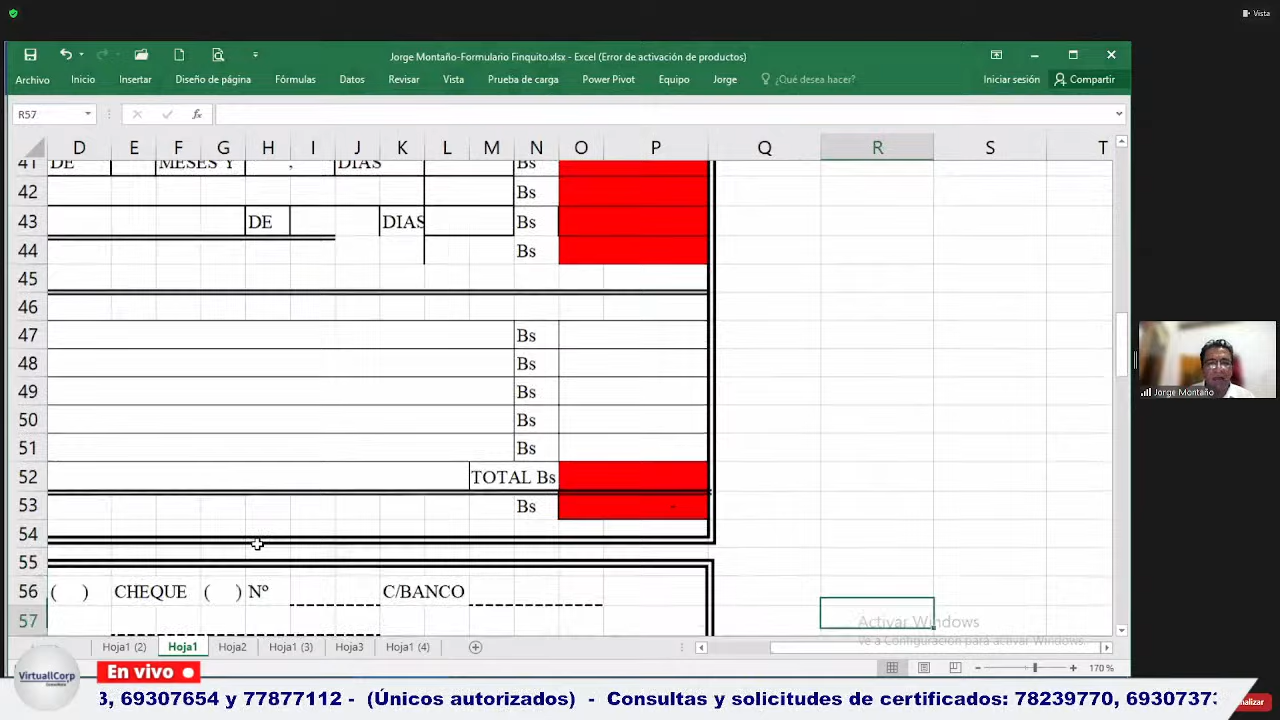 Vista
Jorge Montaño-Formulario Finquito.xlsx - Excel (Error de activación de productos)
Archivo Inicio Insertar Diseño de página Fórmulas Datos Revisar Vista Prueba de carga Power Pivot Equipo Jorge ¿Qué desea hacer? Iniciar sesión Compartir
R57 fx
D E F G H I J K L M N O P Q R S T
41 DE MESES Y , DIAS Bs
42 Bs
43 DE DIAS Bs
44 Bs
45
46
47 Bs
48 Bs
49 Bs
50 Bs
51 Bs
52 TOTAL Bs
53 Bs -
54
55
56 ( ) CHEQUE ( ) Nº C/BANCO
57
Jorge Montaño
Activar Windows
Ve a Configuración para activar Windows.
Hoja1 (2) Hoja1 Hoja2 Hoja3 Hoja1 (4)
170 %
VirtuallCorp
En vivo
3, 69307654 y 77877112 - (Únicos autorizados) - Consultas y solicitudes de certificados: 78239770, 6930737